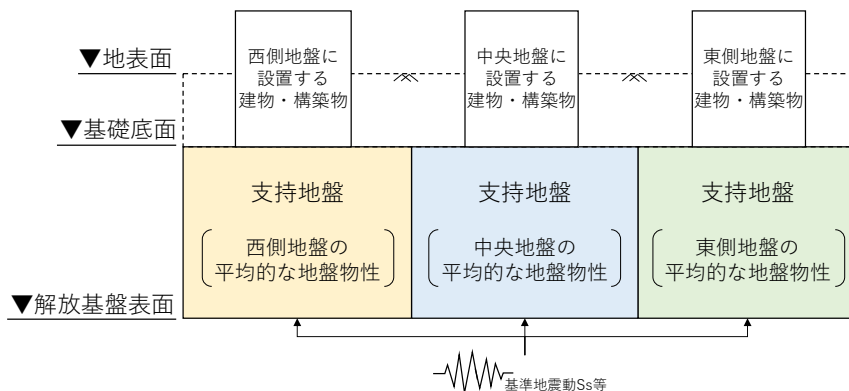 ▼地表面
西側地盤に
設置する
建物・構築物
中央地盤に
設置する
建物・構築物
東側地盤に
設置する
建物・構築物
▼基礎底面
支持地盤
西側地盤の
平均的な地盤物性
支持地盤
中央地盤の
平均的な地盤物性
支持地盤
東側地盤の
平均的な地盤物性
▼解放基盤表面
基準地震動Ss等